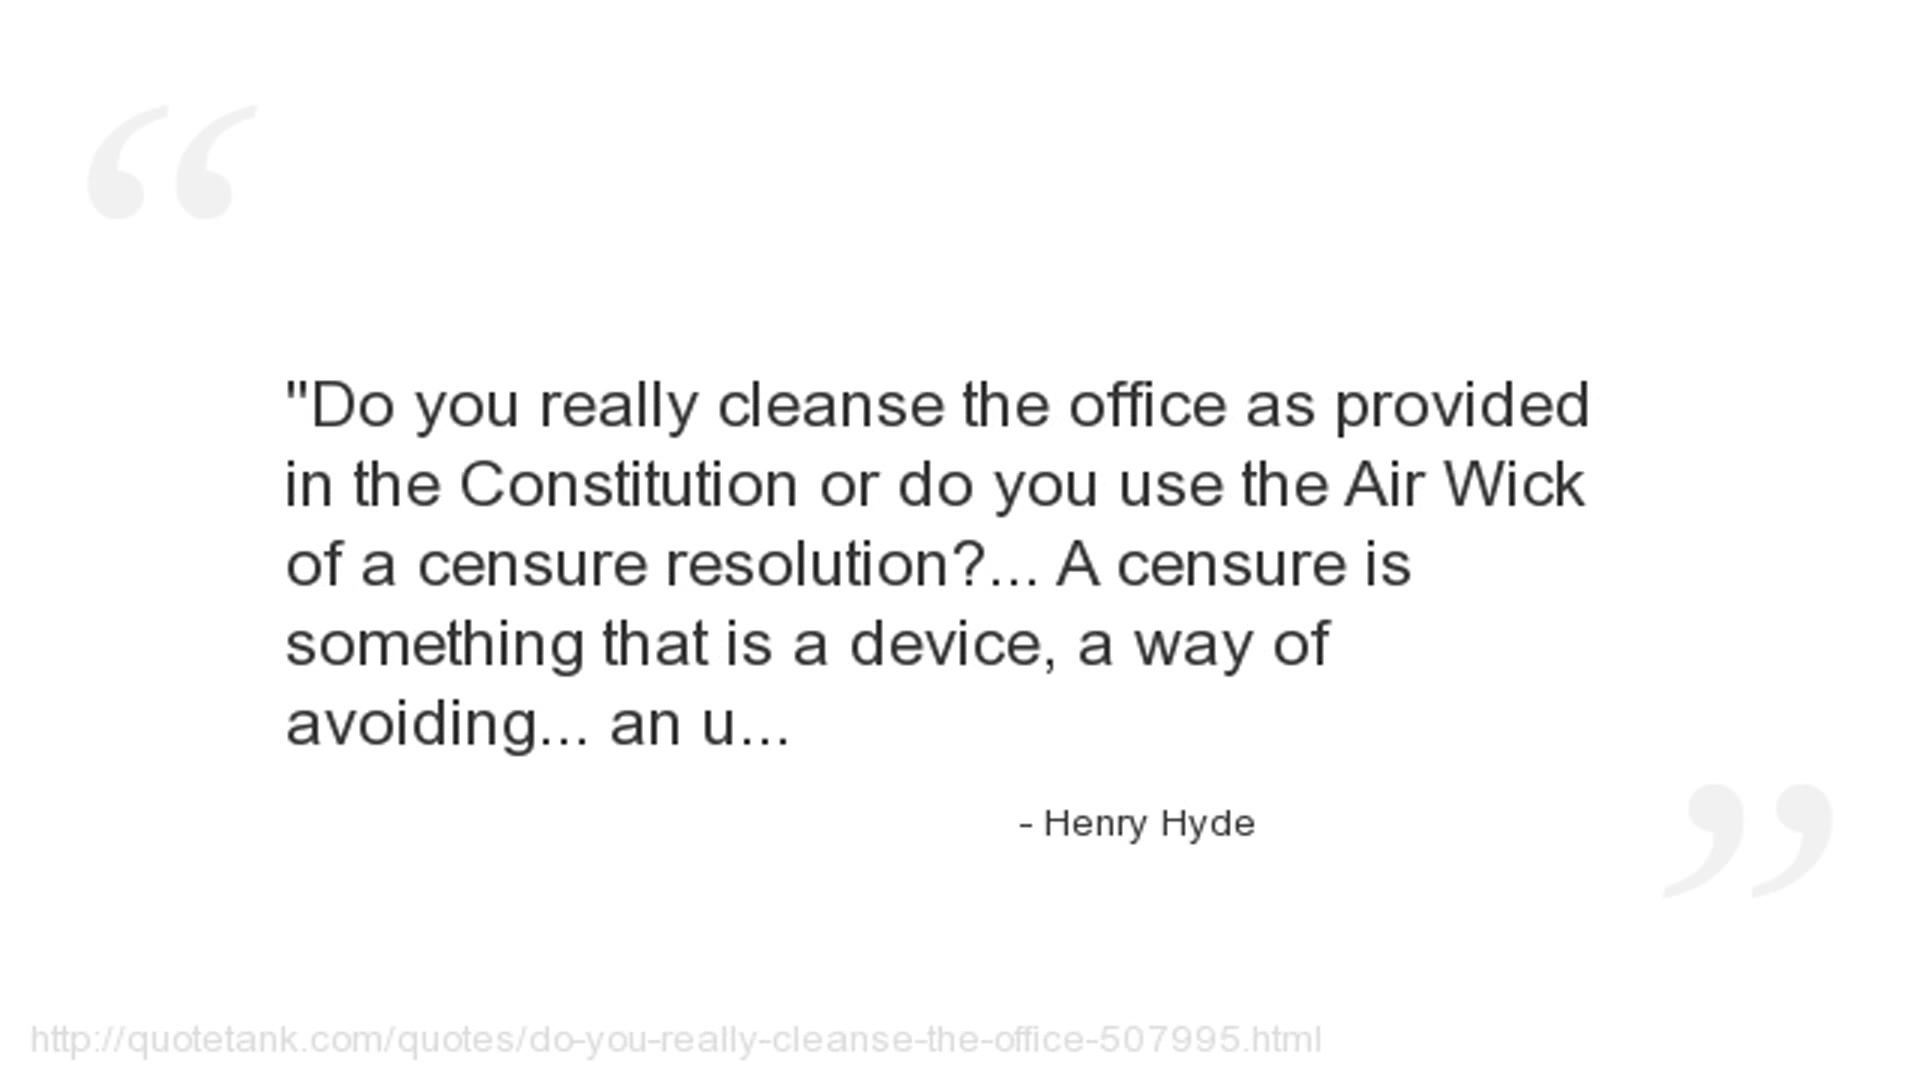 "Do you really cleanse the office as provided
in the Constitution or do you use the Air Wick
of a censure resolution?... A censure is
something that is a device, a way of
avoiding... an u...
- Henry Hyde
http://quotetank.com/quotes/do-you-really-cleanse-the-office-507995.html